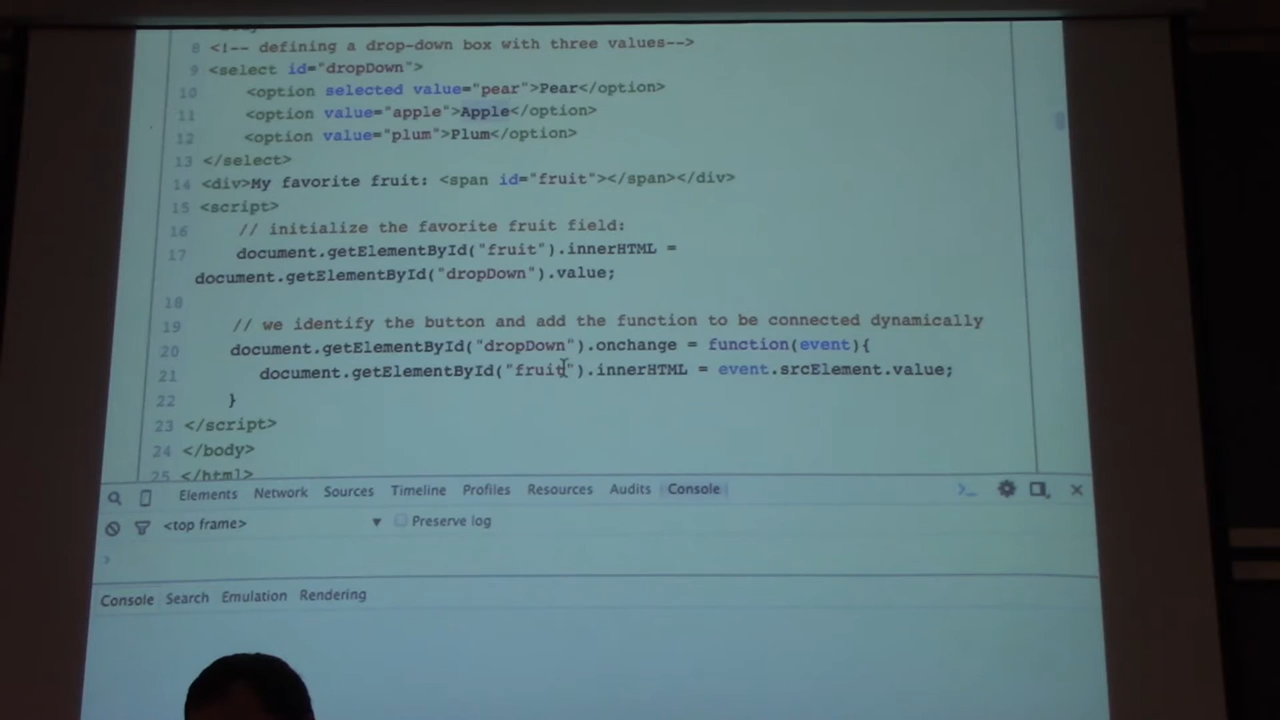 8 <!-- defining a drop-down box with three values-->
9 <select id="dropDown">
10 <option selected value="pear">Pear</option>
11 <option value="apple">Apple</option>
12 <option value="plum">Plum</option>
13 </select>
14 <div>My favorite fruit: <span id="fruit"></span></div>
15 <script>
16 // initialize the favorite fruit field:
17 document.getElementById("fruit").innerHTML =
document.getElementById("dropDown").value;
18
19 // we identify the button and add the function to be connected dynamically
20 document.getElementById("dropDown").onchange = function(event){
21 document.getElementById("fruit").innerHTML = event.srcElement.value;
22 }
23 </script>
24 </body>
25 </html>
Elements Network Sources Timeline Profiles Resources Audits Console
<top frame> Preserve log
Console Search Emulation Rendering